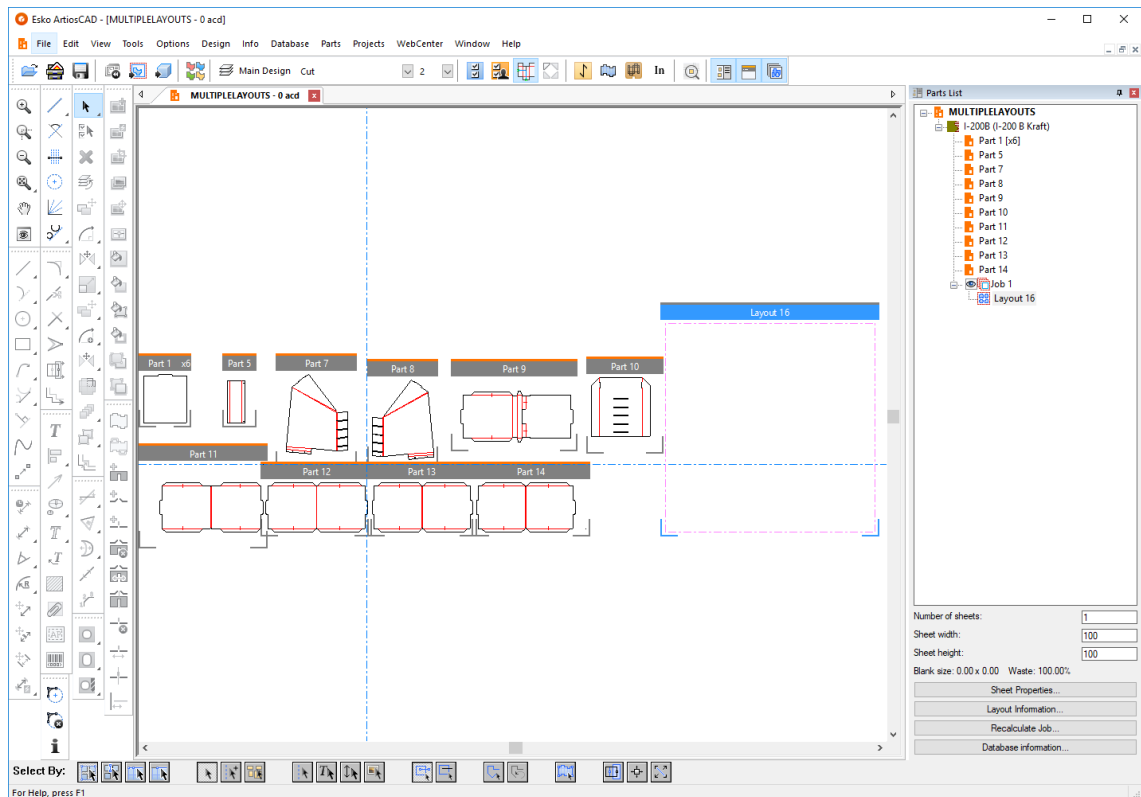 Esko ArtiosCAD - [MULTIPLELAYOUTS - 0 acd]
File Edit View Tools Options Design Info Database Parts Projects WebCenter Window Help
Main Design Cut 2 In
MULTIPLELAYOUTS - 0 acd
Parts List
MULTIPLELAYOUTS
I-200B (I-200 B Kraft)
Part 1 [x6]
Part 5
Part 7
Part 8
Part 9
Part 10
Part 11
Part 12
Part 13
Part 14
Job 1
Layout 16
Layout 16
Part 1 x6
Part 5
Part 7
Part 8
Part 9
Part 10
Part 11
Part 12
Part 13
Part 14
Number of sheets: 1
Sheet width: 100
Sheet height: 100
Blank size: 0.00 x 0.00 Waste: 100.00%
Sheet Properties...
Layout Information...
Recalculate Job...
Database information...
Select By:
For Help, press F1